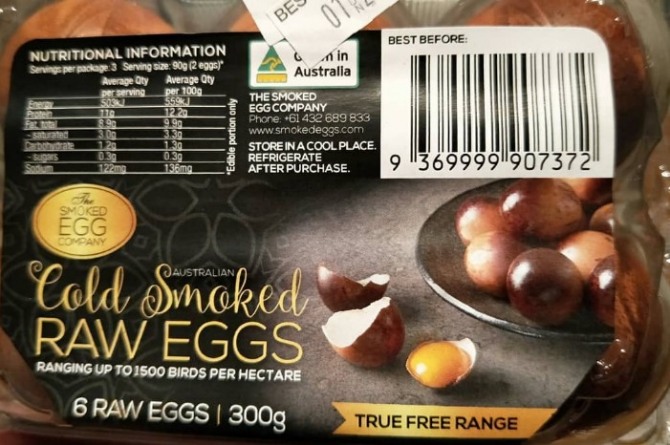 BES
01
NUTRITIONAL INFORMATION
Servings per package: 3 Serving size: 90g (2 eggs)*
Average Qty per serving Average Qty per 100g
Energy 503kJ 559kJ
Protein 11g 12.2g
Fat, total 8.9g 9.9g
- saturated 3.0g 3.3g
Carbohydrate 1.2g 1.3g
- sugars 0.3g 0.3g
Sodium 122mg 136mg
*Edible portion only
in
Australia
THE SMOKED
EGG COMPANY
Phone: +61 432 689 833
www.smokedeggs.com
STORE IN A COOL PLACE.
REFRIGERATE
AFTER PURCHASE.
BEST BEFORE:
9 369999 907372
The
SMOKED
EGG
COMPANY
AUSTRALIAN
Cold Smoked
RAW EGGS
RANGING UP TO 1500 BIRDS PER HECTARE
6 RAW EGGS | 300g
TRUE FREE RANGE